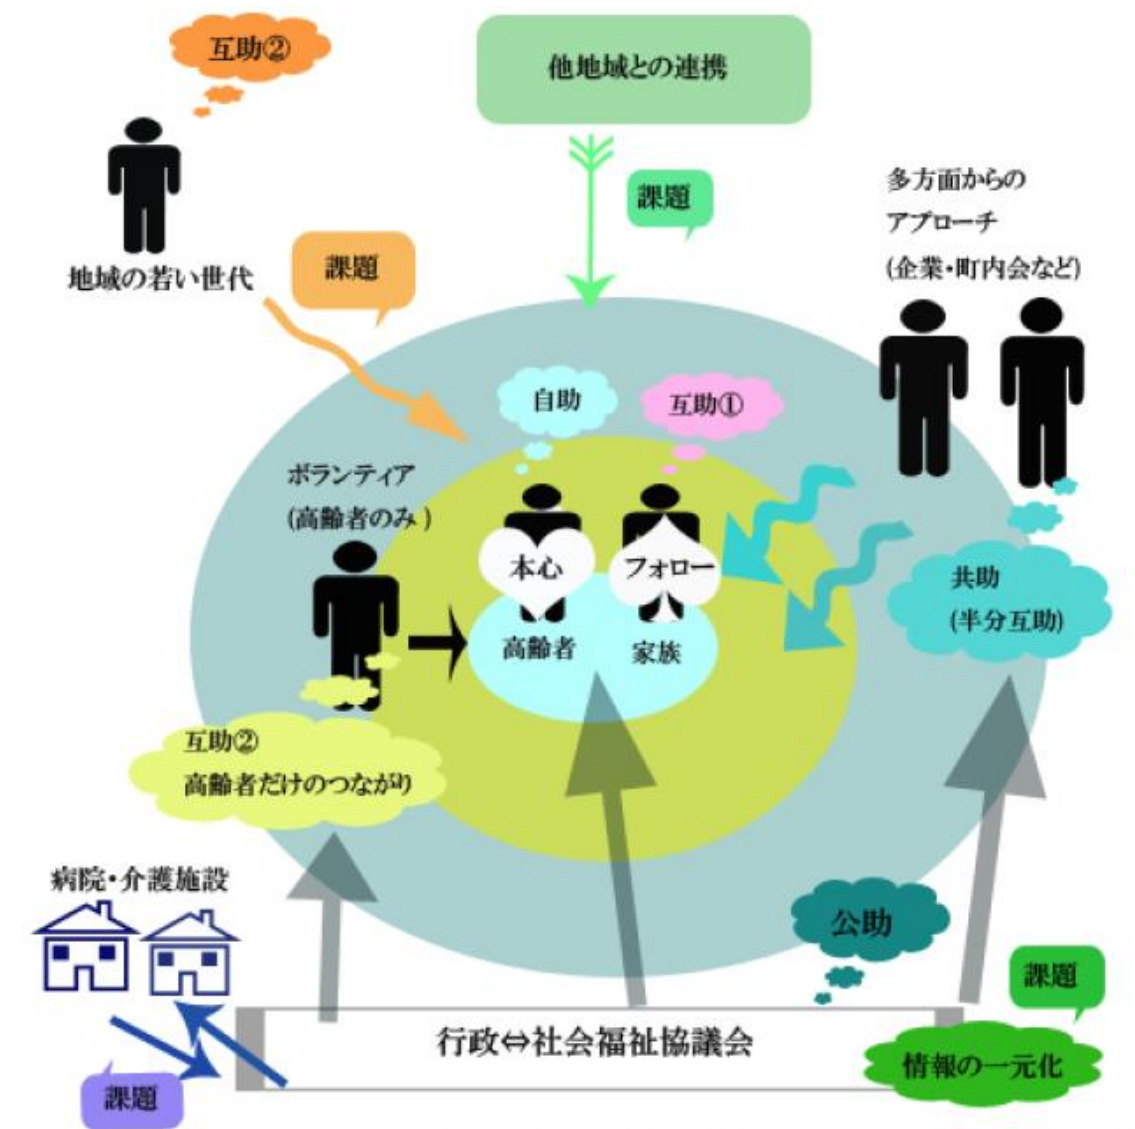 互助②
他地域との連携
課題
多方面からの
アプローチ
(企業・町内会など)
地域の若い世代
課題
自助
互助①
ボランティア
(高齢者のみ)
本心
フォロー
高齢者
家族
共助
(半分互助)
互助②
高齢者だけのつながり
病院・介護施設
公助
課題
行政⇔社会福祉協議会
情報の一元化
課題